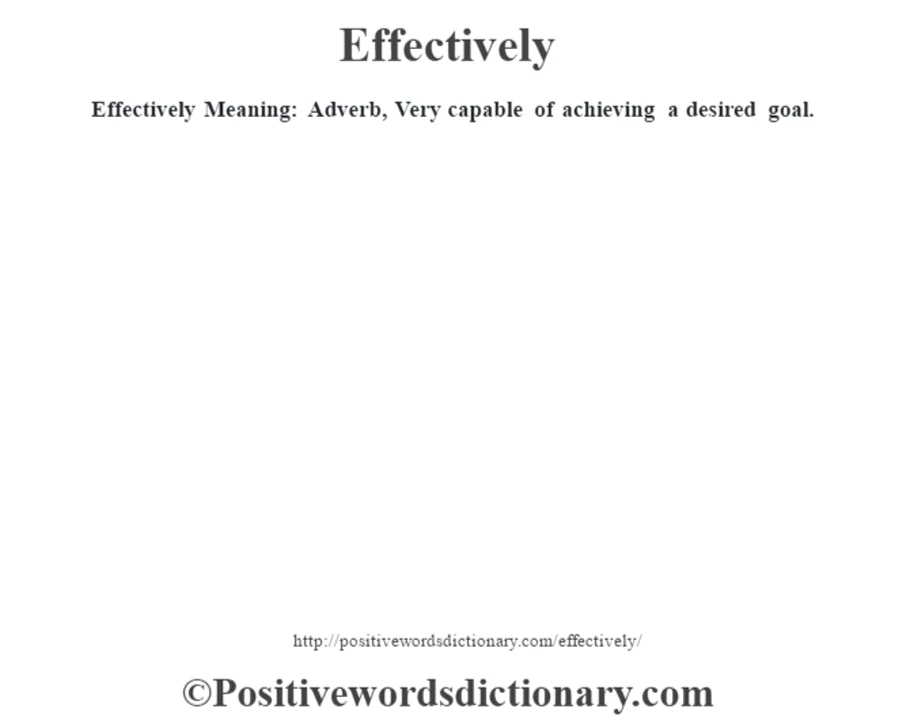 Effectively
Effectively Meaning: Adverb, Very capable of achieving a desired goal.
http://positivewordsdictionary.com/effectively/
©Positivewordsdictionary.com